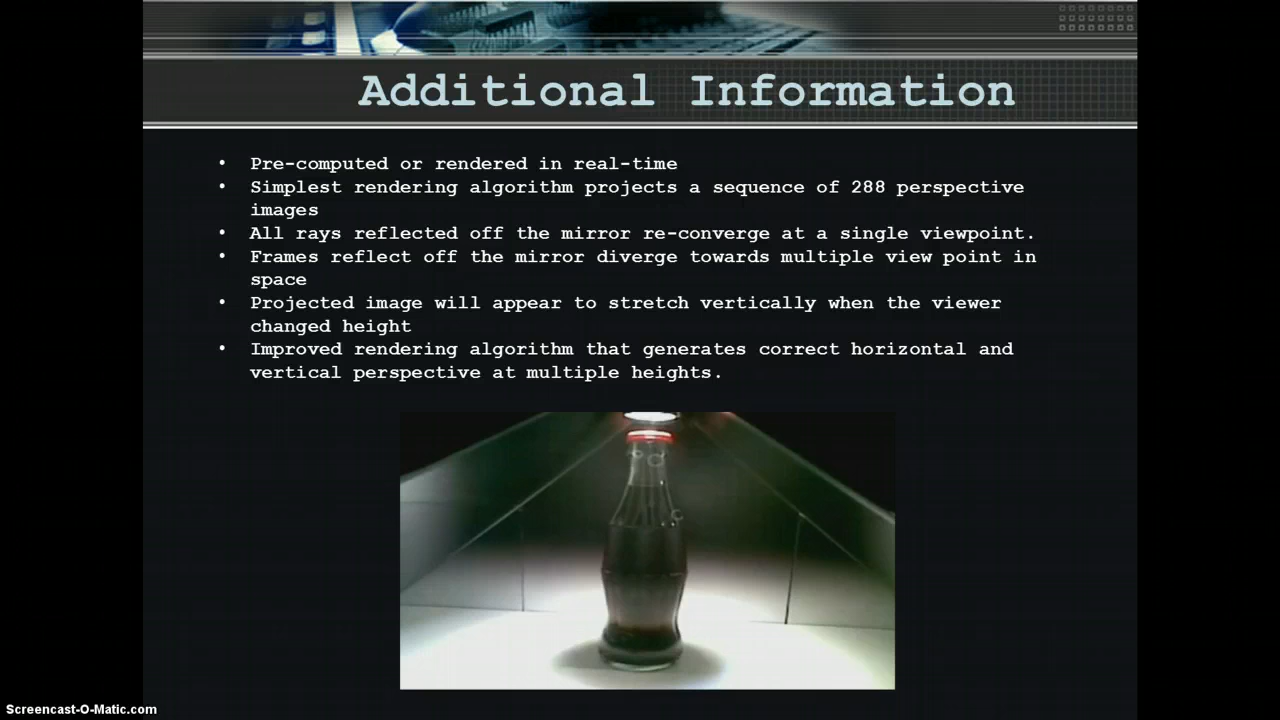 Additional Information
• Pre-computed or rendered in real-time
• Simplest rendering algorithm projects a sequence of 288 perspective
images
• All rays reflected off the mirror re-converge at a single viewpoint.
• Frames reflect off the mirror diverge towards multiple view point in
space
• Projected image will appear to stretch vertically when the viewer
changed height
• Improved rendering algorithm that generates correct horizontal and
vertical perspective at multiple heights.
Screencast-O-Matic.com